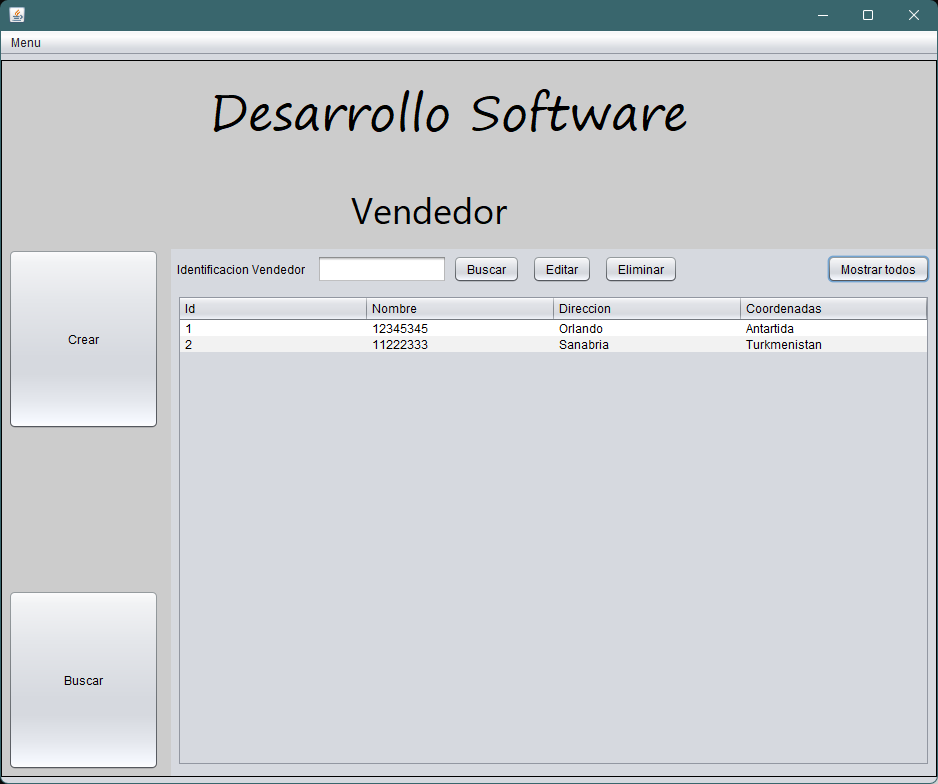 Menu
Desarrollo Software
Vendedor
Crear
Identificacion Vendedor Buscar Editar Eliminar Mostrar todos
Id Nombre Direccion Coordenadas
1 12345345 Orlando Antartida
2 11222333 Sanabria Turkmenistan
Buscar